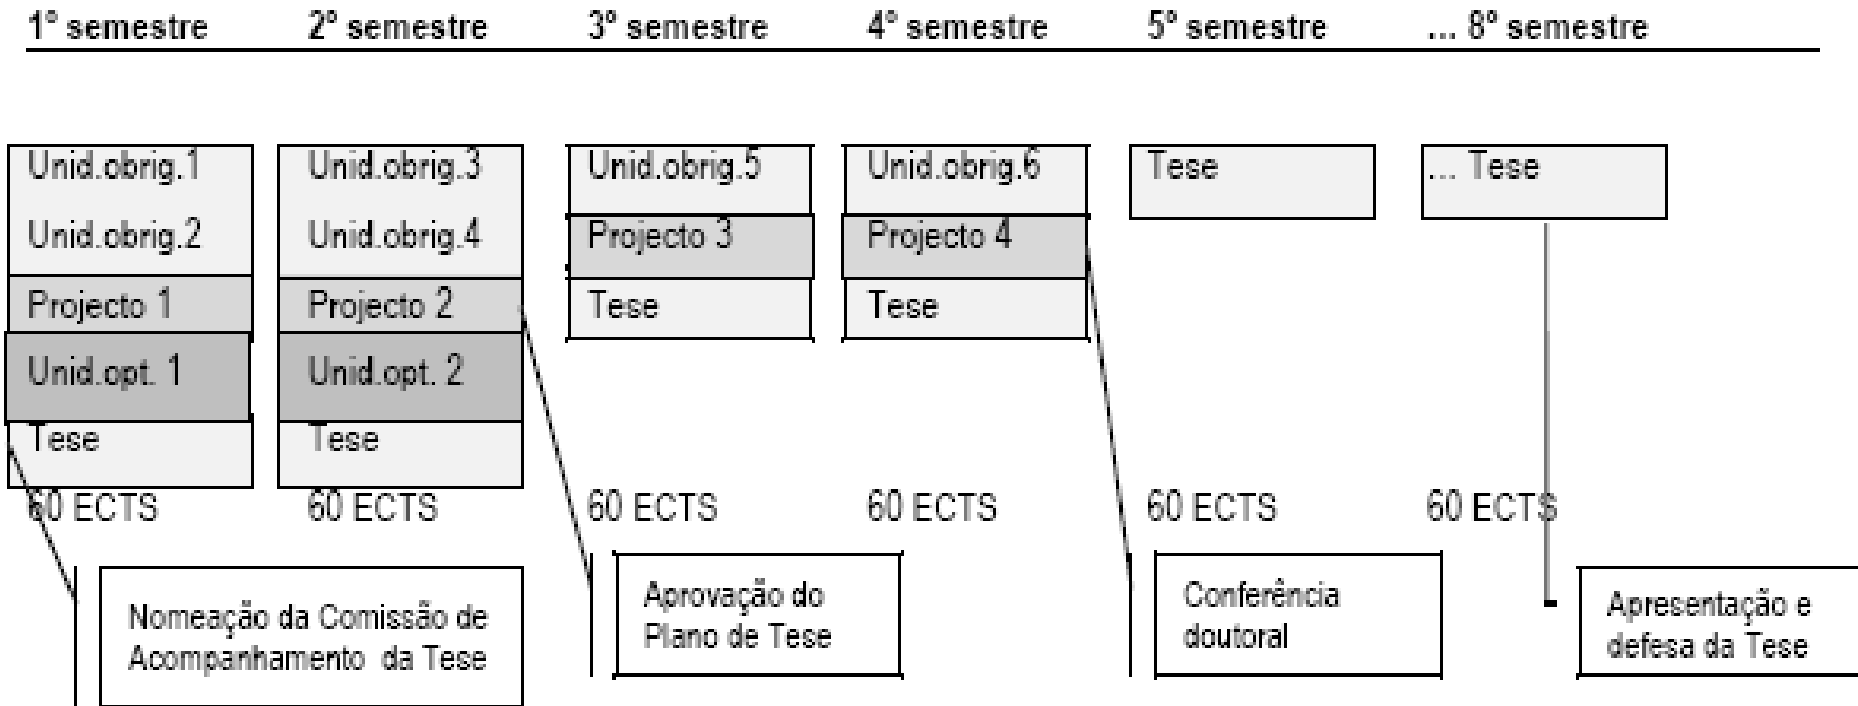 1º semestre 2º semestre 3º semestre 4º semestre 5º semestre ... 8º semestre
Unid.obrig.1 Unid.obrig.3 Unid.obrig.5 Unid.obrig.6 Tese ... Tese
Unid.obrig.2 Unid.obrig.4 Projecto 3 Projecto 4
Projecto 1 Projecto 2 Tese Tese
Unid.opt. 1 Unid.opt. 2
Tese Tese
60 ECTS 60 ECTS 60 ECTS 60 ECTS 60 ECTS 60 ECTS
Nomeação da Comissão de
Acompanhamento da Tese
Aprovação do
Plano de Tese
Conferência
doutoral
Apresentação e
defesa da Tese